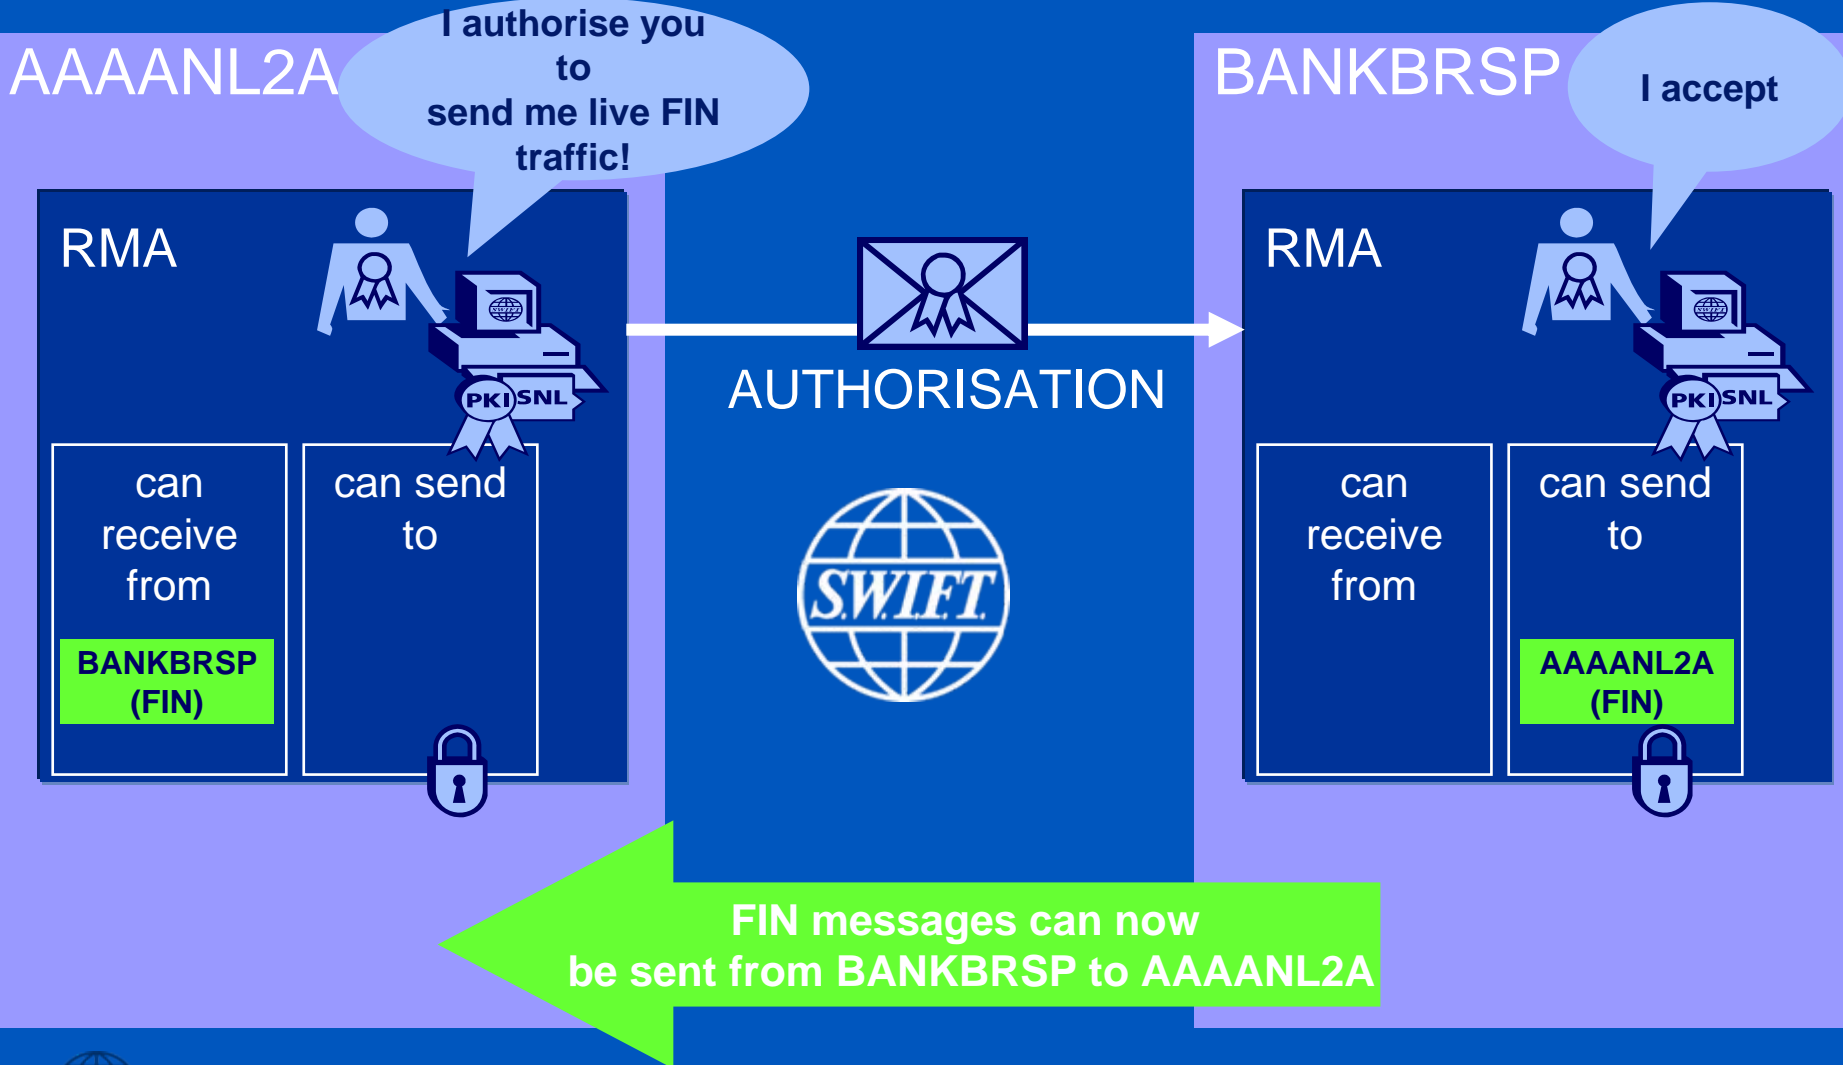 I authorise you
to
send me live FIN
traffic!
AAAANL2A
RMA
PKI
SNL
can
receive
from
BANKBRSP
(FIN)
can send
to
AUTHORISATION
S.W.I.F.T.
BANKBRSP
I accept
RMA
PKI
SNL
can
receive
from
can send
to
AAAANL2A
(FIN)
FIN messages can now
be sent from BANKBRSP to AAAANL2A